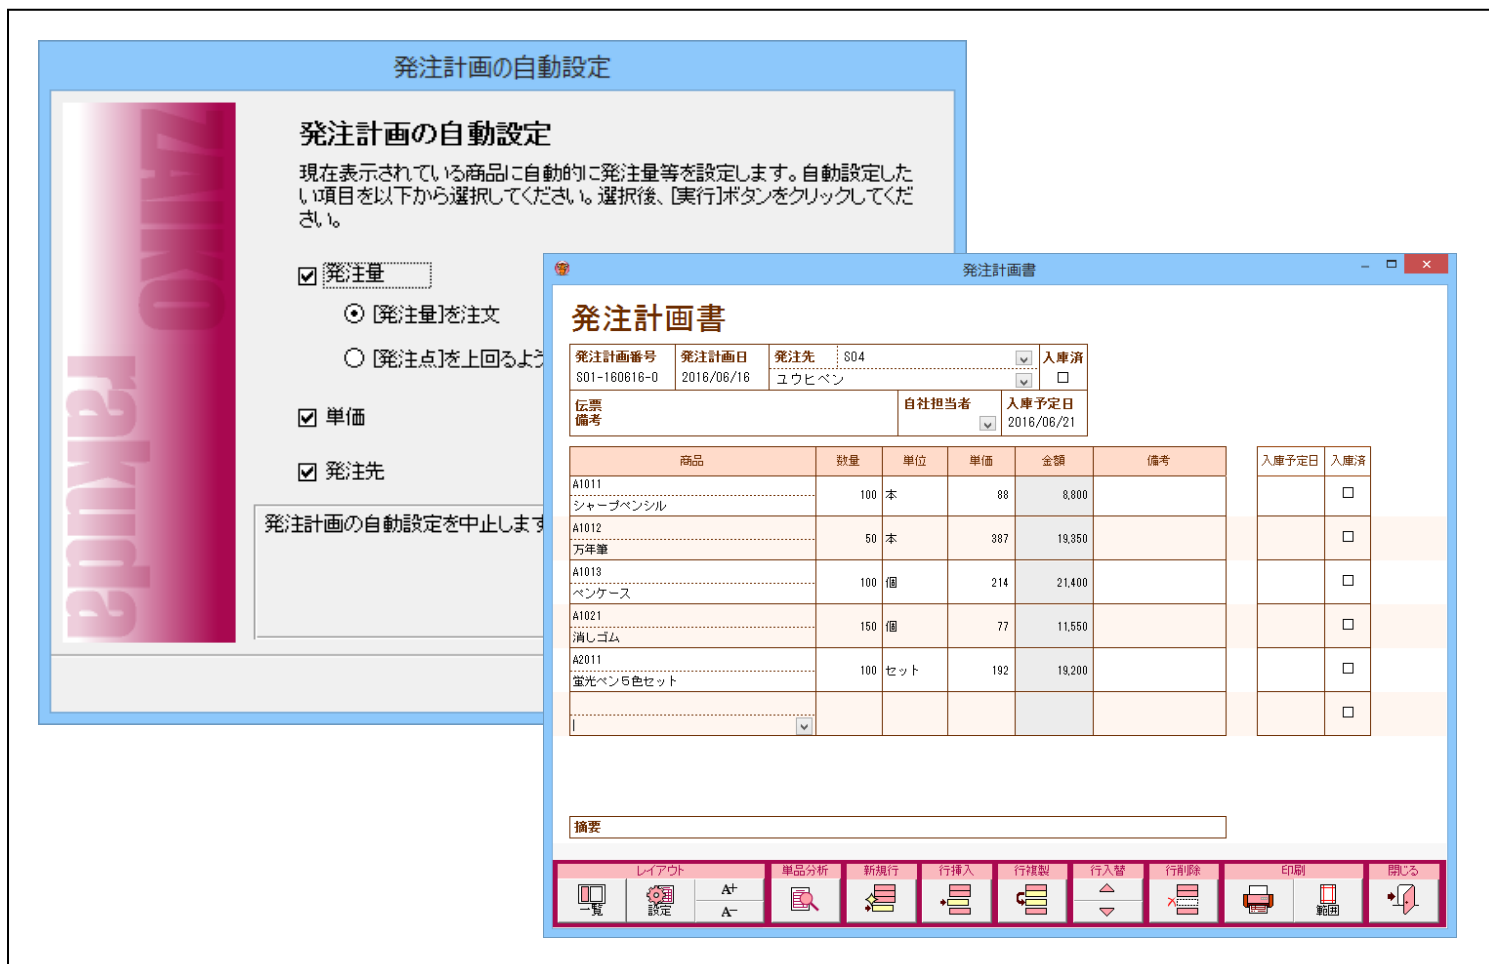 発注計画の自動設定
ZAIKO
rakuda
発注計画の自動設定
現在表示されている商品に自動的に発注量等を設定します。自動設定した
い項目を以下から選択してください。選択後、[実行]ボタンをクリックしてくだ
さい。
発注量
[発注量]を注文
[発注点]を上回るよう
単価
発注先
発注計画の自動設定を中止します
発注計画書
発注計画書
発注計画番号 発注計画日 発注先 S04 入庫済
S01-160616-0 2016/06/16 ユウヒペン
伝票 自社担当者 入庫予定日
備考 2016/06/21
商品 数量 単位 単価 金額 備考 入庫予定日 入庫済
A1011
シャープペンシル 100 本 88 8,800
A1012
万年筆 50 本 387 19,350
A1013
ペンケース 100 個 214 21,400
A1021
消しゴム 150 個 77 11,550
A2011
蛍光ペン5色セット 100 セット 192 19,200
摘要
レイアウト 単品分析 新規行 行挿入 行複製 行入替 行削除 印刷 閉じる
一覧 設定 A+ 範囲
A−